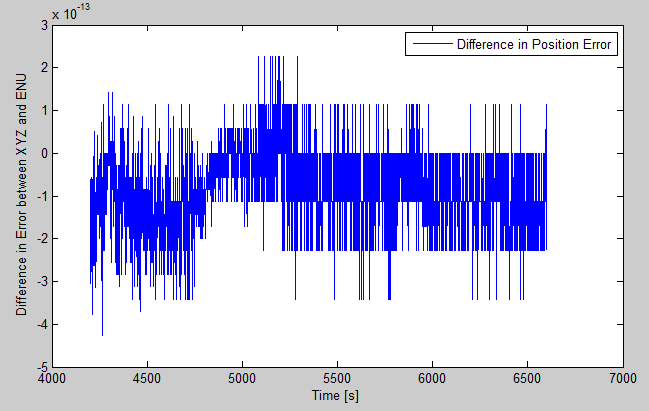 x 10^-13
3
2
1
0
-1
-2
-3
-4
-5
Difference in Error between XYZ and ENU
Difference in Position Error
4000 4500 5000 5500 6000 6500 7000
Time [s]